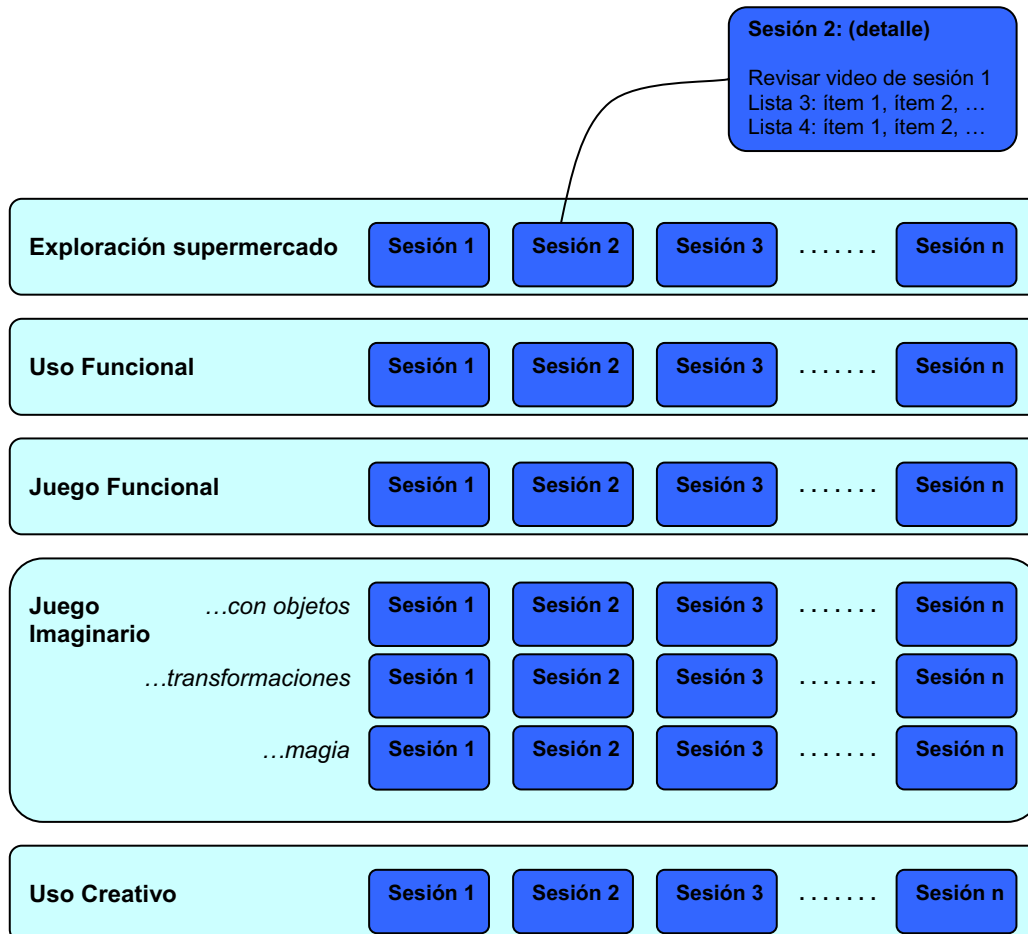 Sesión 2: (detalle)
Revisar video de sesión 1
Lista 3: ítem 1, ítem 2, …
Lista 4: ítem 1, ítem 2, …
Exploración supermercado Sesión 1 Sesión 2 Sesión 3 ....... Sesión n
Uso Funcional Sesión 1 Sesión 2 Sesión 3 ....... Sesión n
Juego Funcional Sesión 1 Sesión 2 Sesión 3 ....... Sesión n
Juego …con objetos Sesión 1 Sesión 2 Sesión 3 ....... Sesión n
Imaginario
…transformaciones Sesión 1 Sesión 2 Sesión 3 ....... Sesión n
…magia Sesión 1 Sesión 2 Sesión 3 ....... Sesión n
Uso Creativo Sesión 1 Sesión 2 Sesión 3 ....... Sesión n